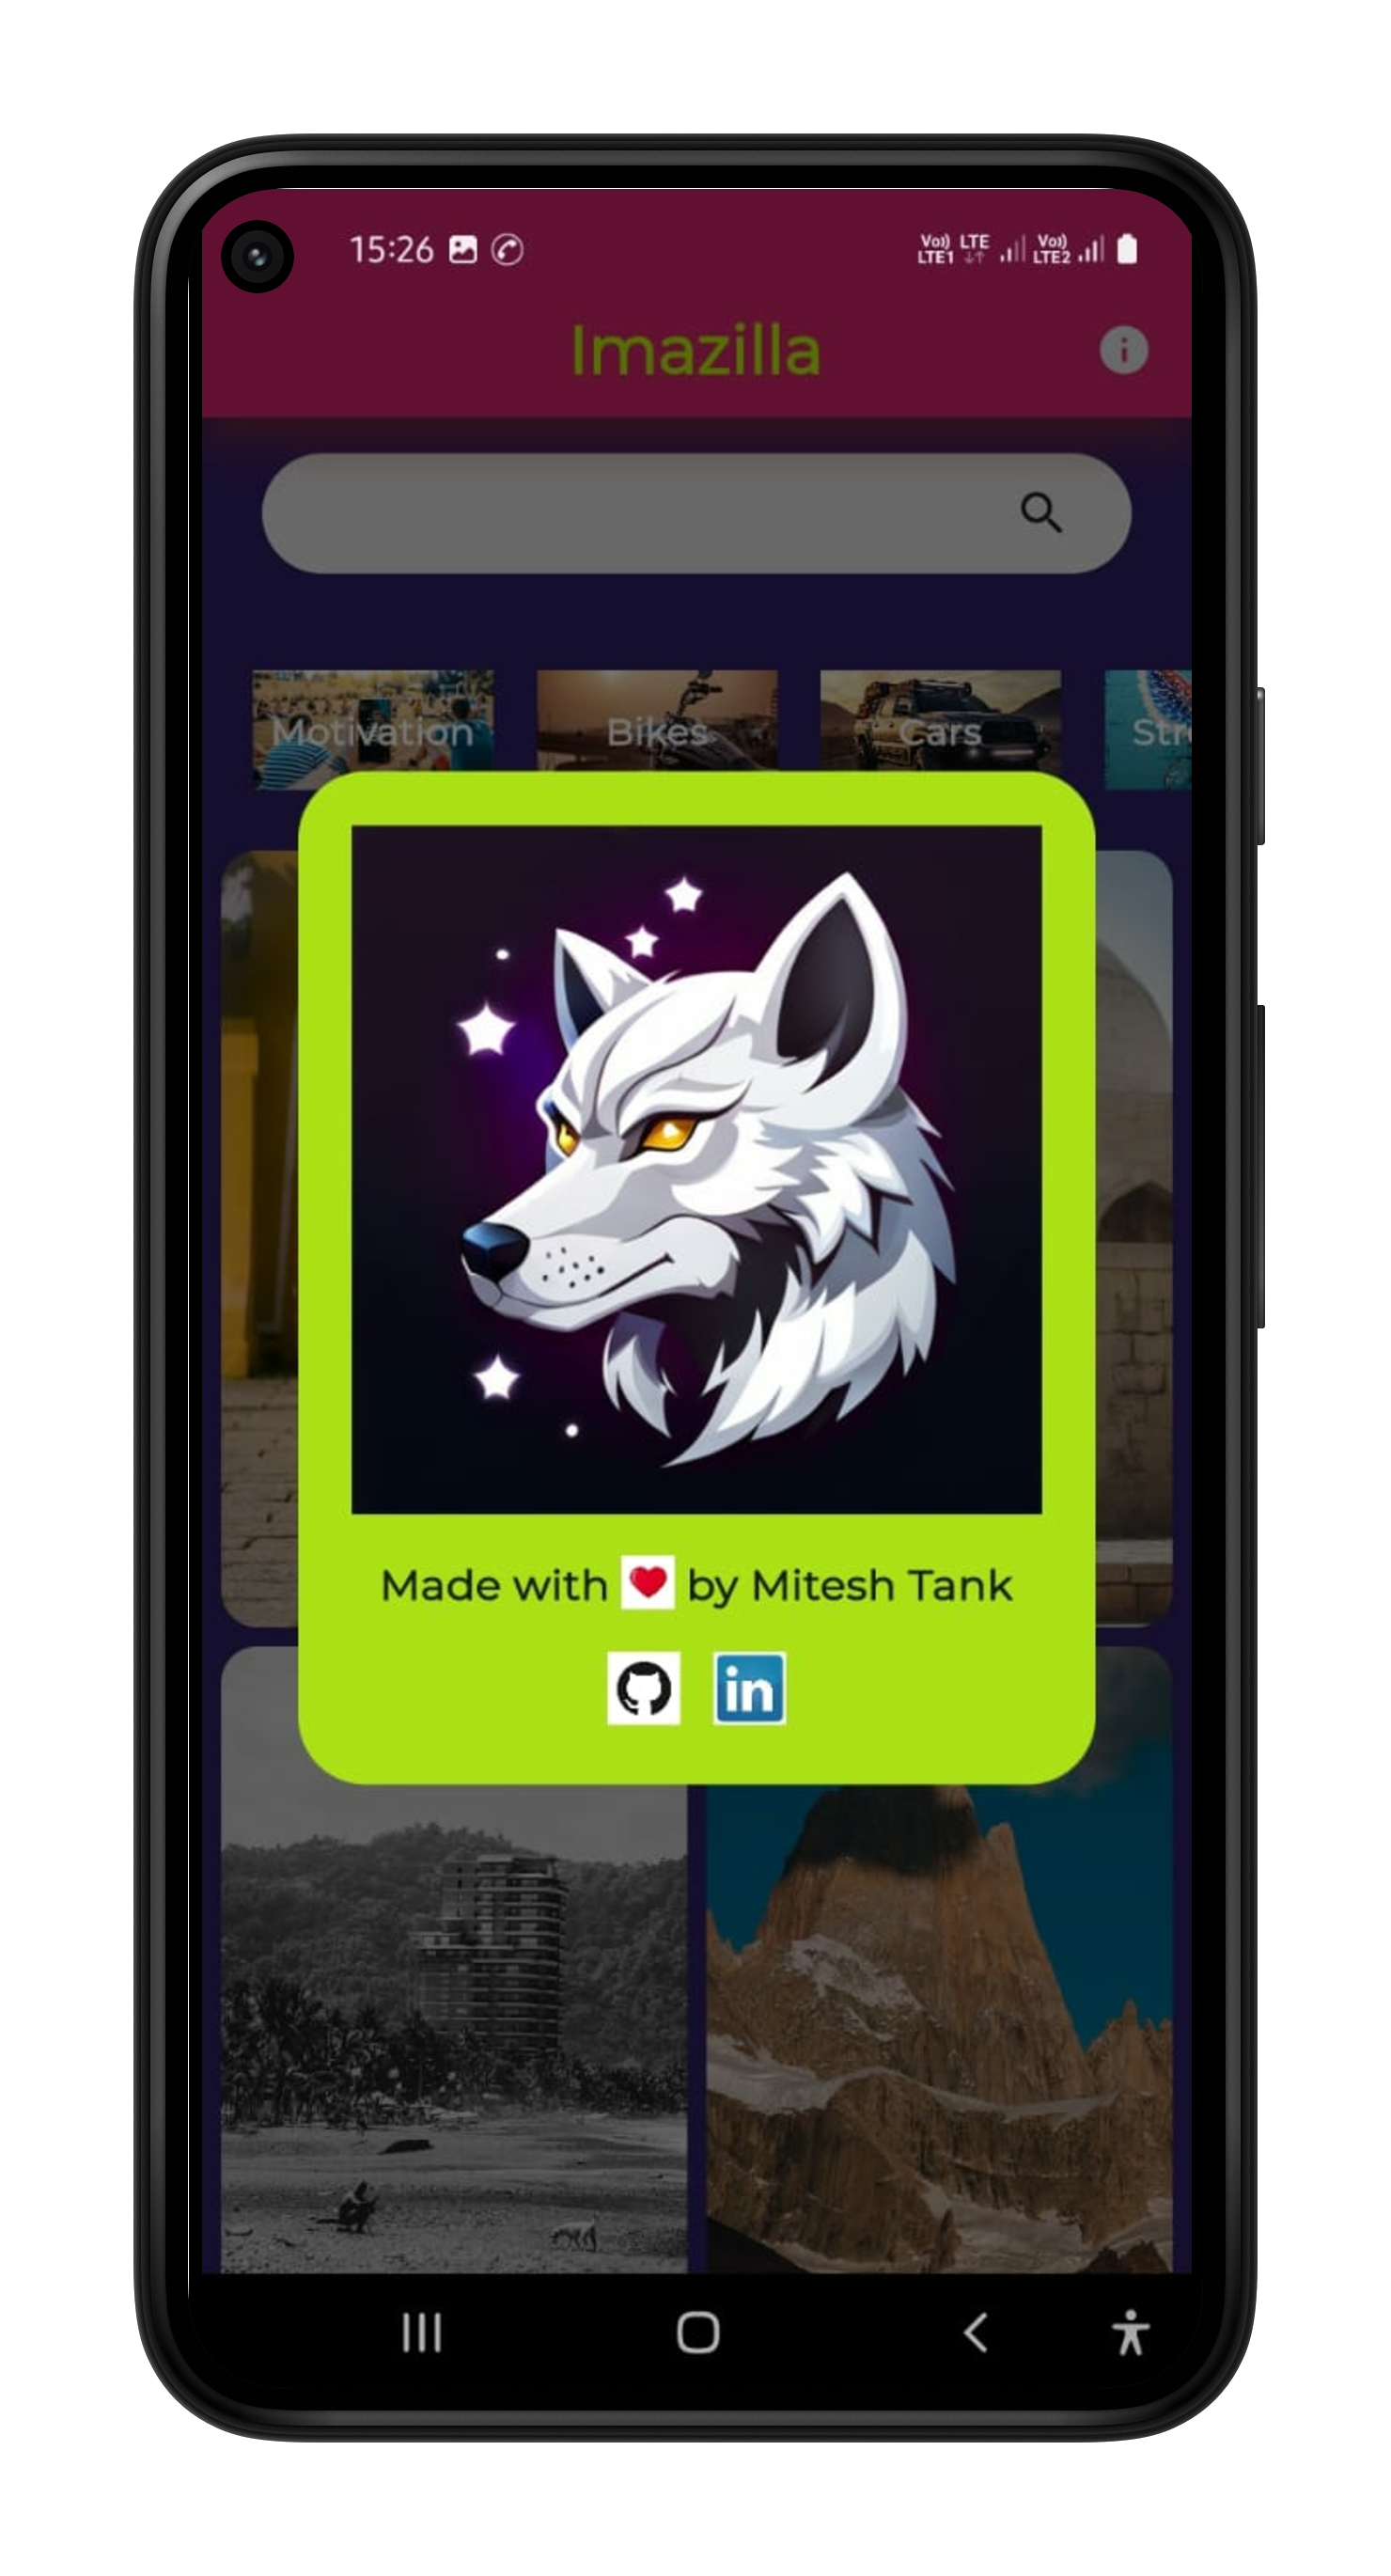 15:26 Vo)) LTE LTE1 Vo)) LTE2
Imazilla
Motivation Bikes Cars Str
Made with ❤ by Mitesh Tank
in